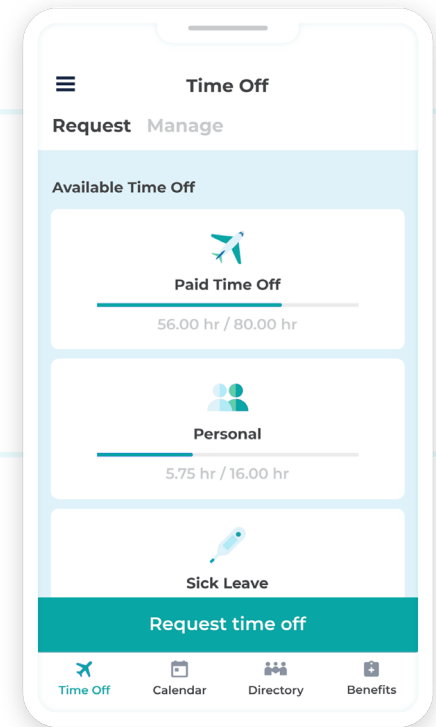 Time Off
Request Manage
Available Time Off
Paid Time Off
56.00 hr / 80.00 hr
Personal
5.75 hr / 16.00 hr
Sick Leave
Request time off
Time Off Calendar Directory Benefits